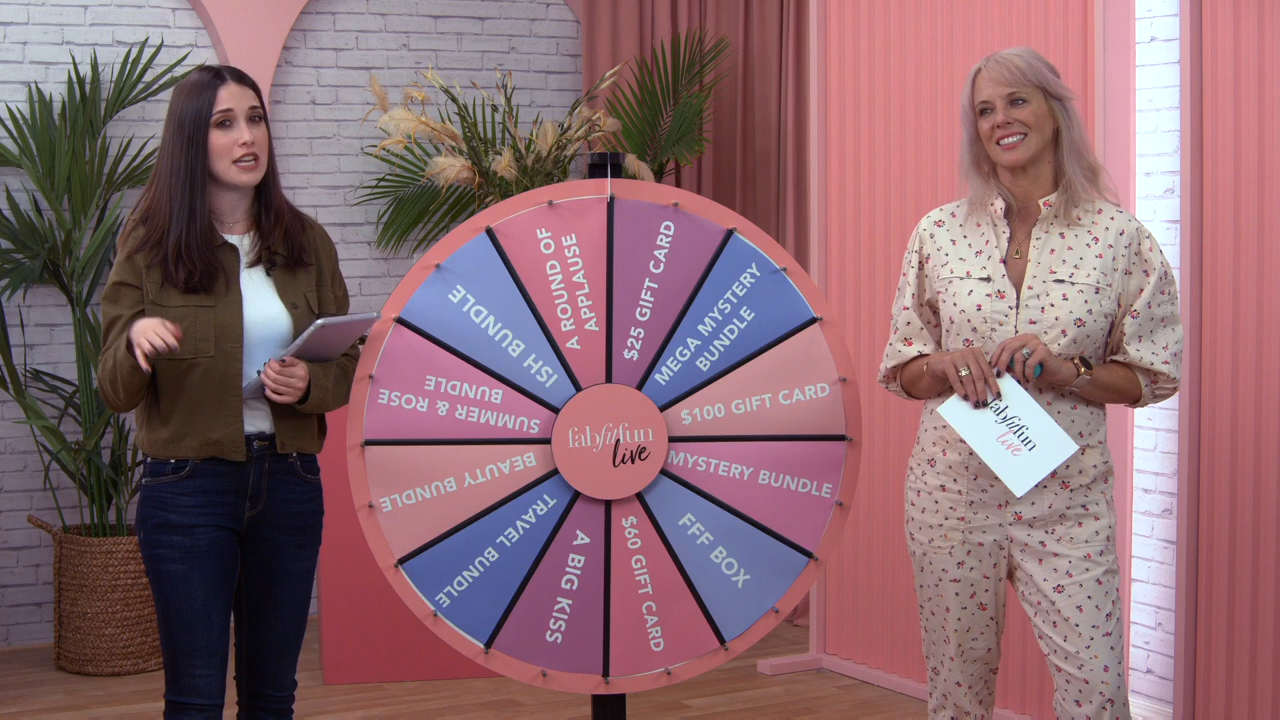 A ROUND OF
APPLAUSE
$25 GIFT CARD
MEGA MYSTERY
BUNDLE
$100 GIFT CARD
MYSTERY BUNDLE
FFF BOX
$60 GIFT CARD
A BIG KISS
TRAVEL BUNDLE
BEAUTY BUNDLE
SUMMER & ROSE
BUNDLE
ISH BUNDLE
fabfitfun
live
fabfitfun
live